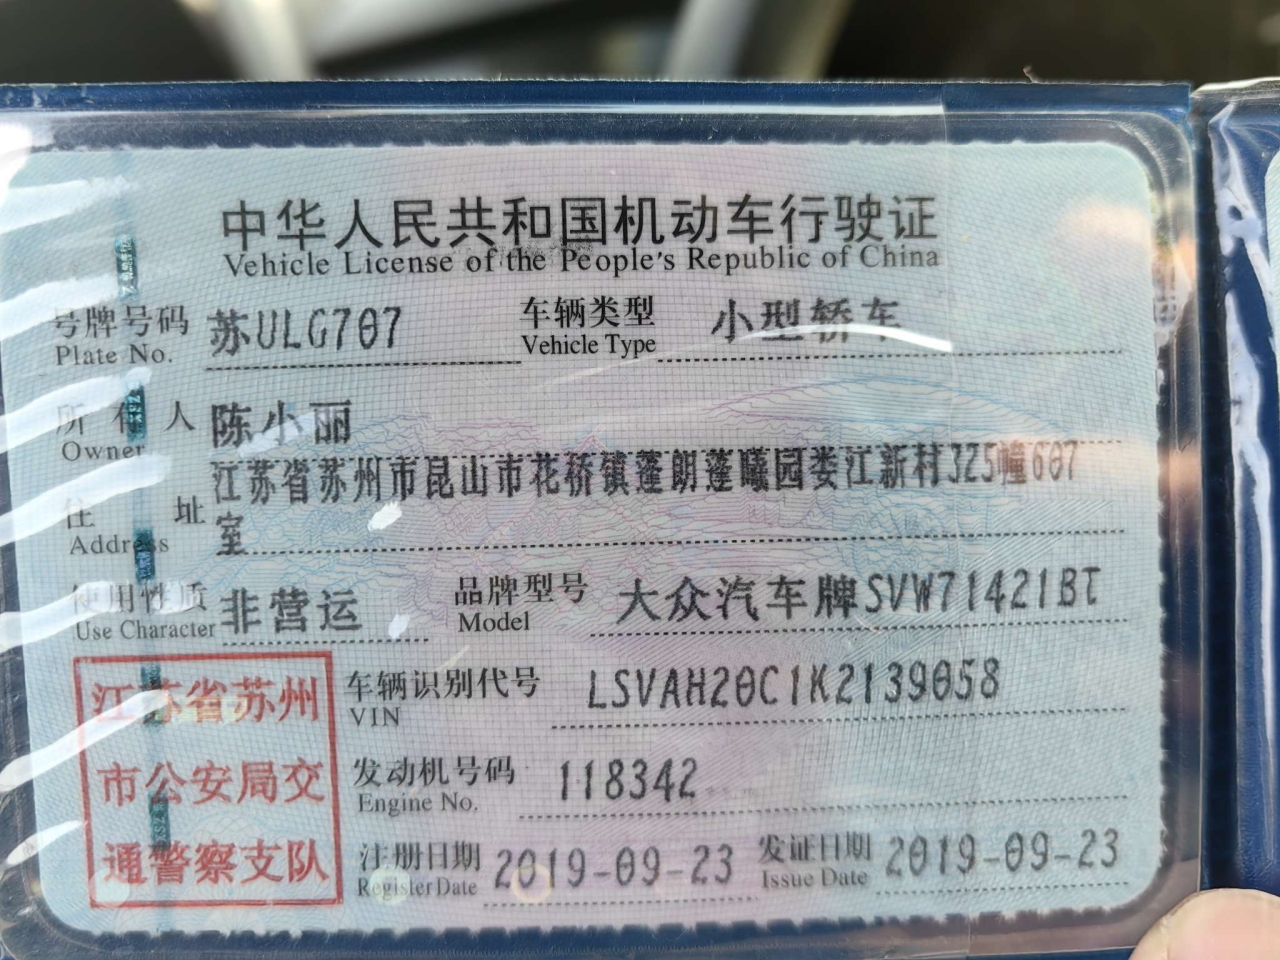 中华人民共和国机动车行驶证
Vehicle License of the People's Republic of China
号牌号码 苏ULG707 车辆类型 小型轿车
Plate No. Vehicle Type
所有人 陈小丽
Owner
江苏省苏州市昆山市花桥镇蓬朗蓬曦园娄江新村325幢607
住址 室
Address
使用性质 非营运 品牌型号 大众汽车牌SVW71421BT
Use Character Model
江苏省苏州
市公安局交
通警察支队
车辆识别代号 LSVAH20C1K2139058
VIN
发动机号码 118342
Engine No.
注册日期 2019-09-23 发证日期 2019-09-23
Register Date Issue Date